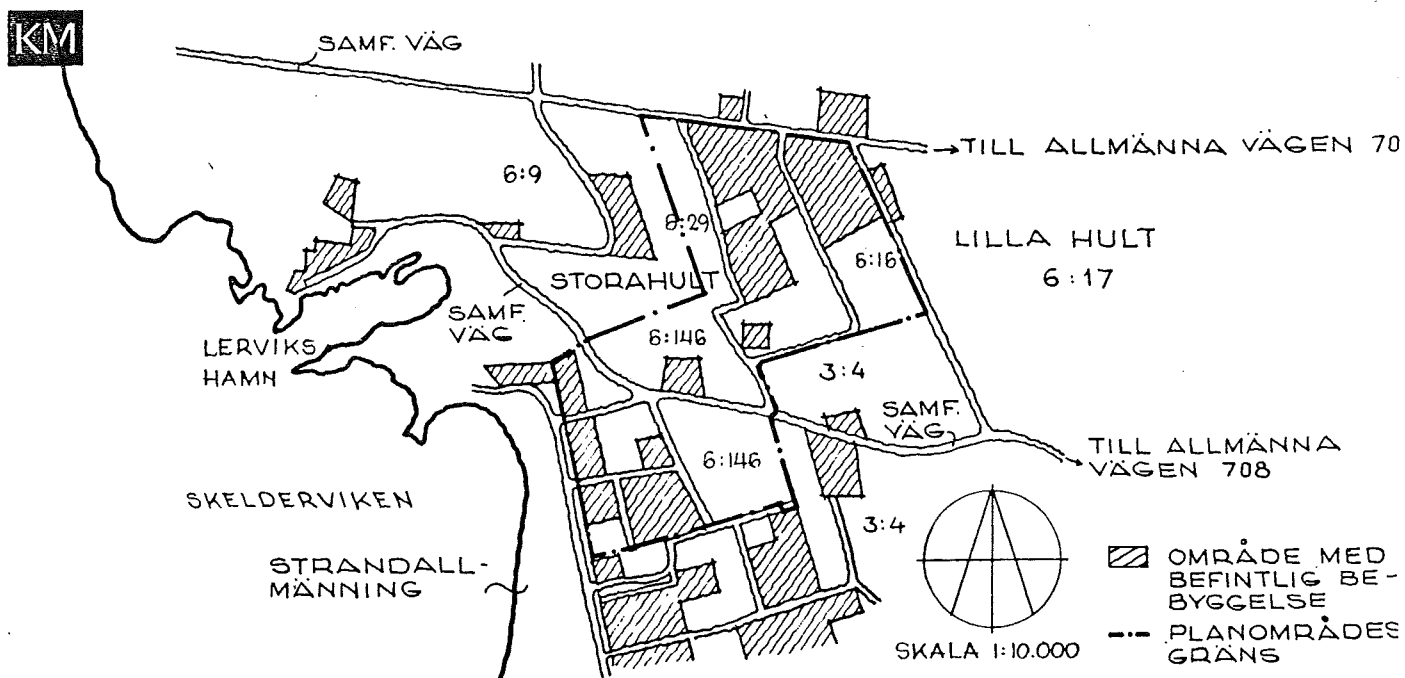 KM
SAMF. VÄG
TILL ALLMÄNNA VÄGEN 70
6:9
6:29
LILLA HULT
6:17
6:16
STORAHULT
SAMF.
VÄG
6:146
LERVIKS
HAMN
3:4
SAMF.
VÄG
TILL ALLMÄNNA
VÄGEN 708
6:146
SKELDERVIKEN
3:4
STRANDALL-
MÄNNING
OMRÅDE MED
BEFINTLIG BE-
BYGGELSE
SKALA 1:10.000
PLANOMRÅDES
GRÄNS